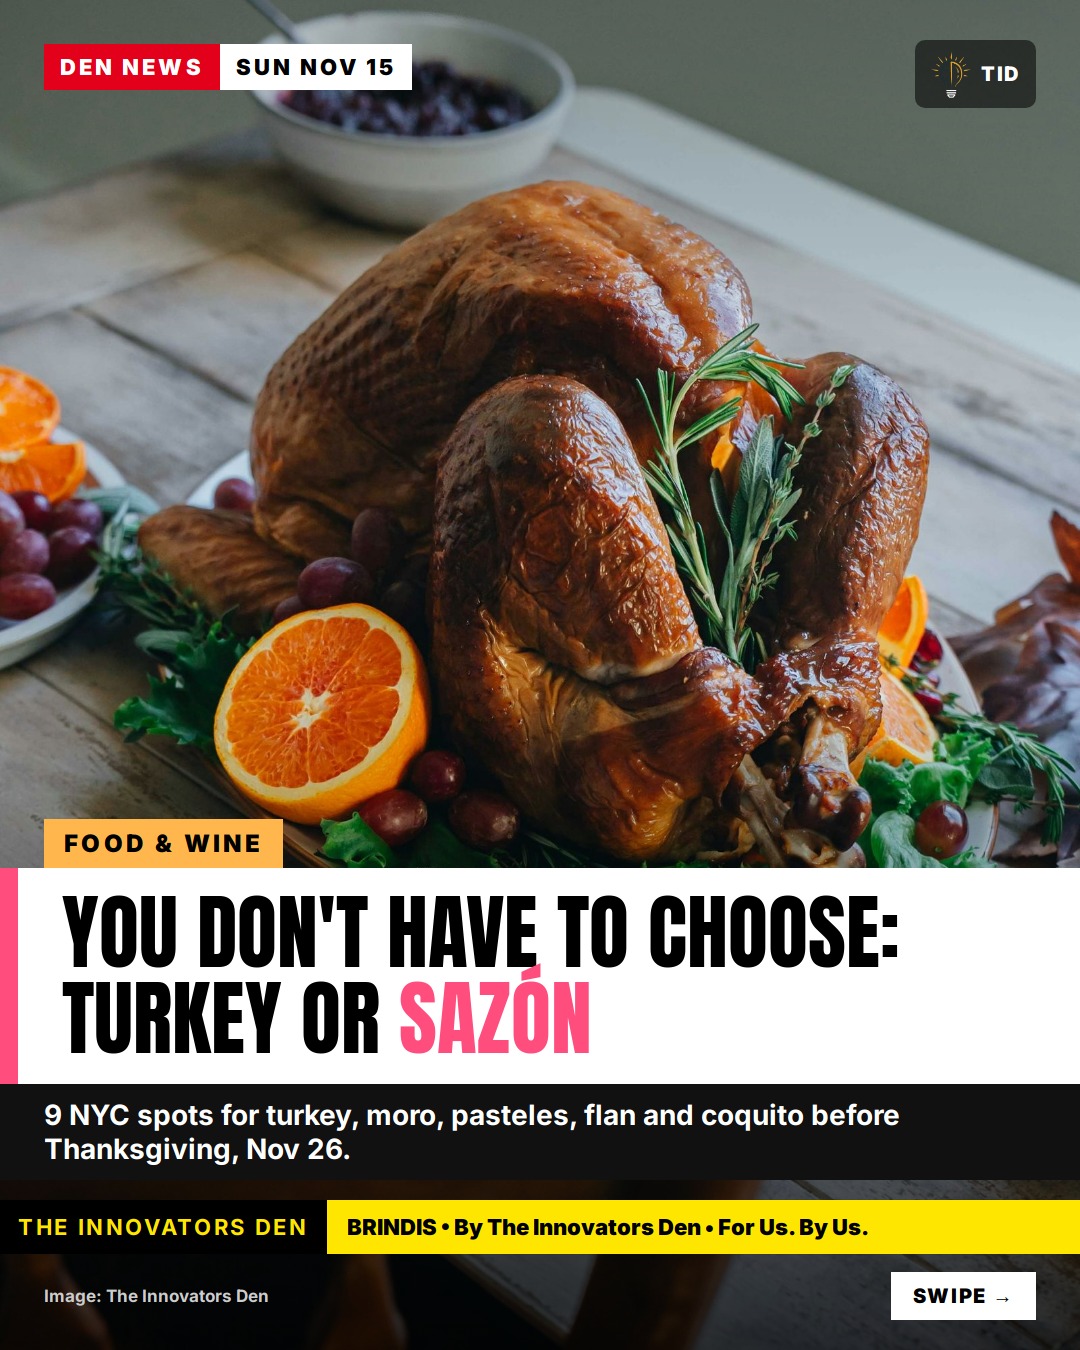 DEN NEWS SUN NOV 15
TID
FOOD & WINE
YOU DON'T HAVE TO CHOOSE:
TURKEY OR SAZÓN
9 NYC spots for turkey, moro, pasteles, flan and coquito before
Thanksgiving, Nov 26.
THE INNOVATORS DEN BRINDIS • By The Innovators Den • For Us. By Us.
Image: The Innovators Den
SWIPE →